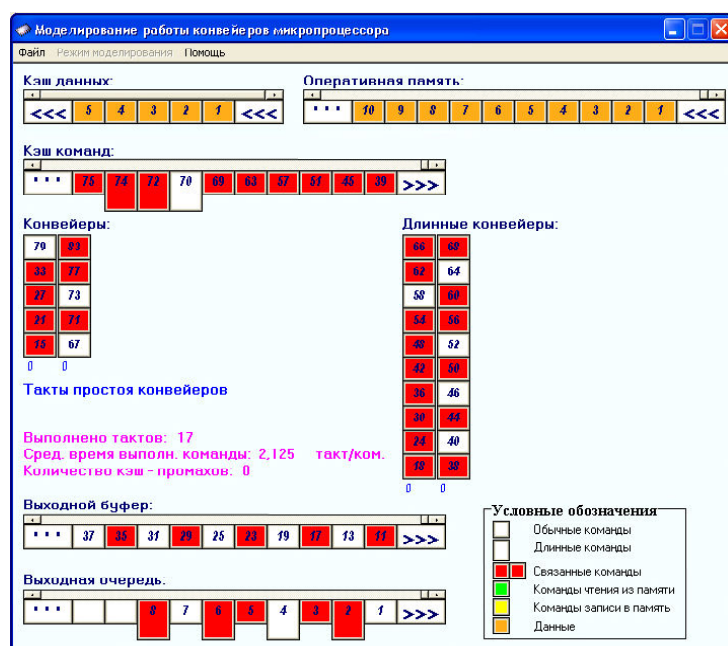 Моделирование работы конвейеров микропроцессора
Файл Режим моделирования Помощь
Кэш данных: Оперативная память:
<<< 5 4 3 2 1 <<< ... 10 9 8 7 6 5 4 3 2 1 <<<
Кэш команд:
... 75 74 72 70 69 63 57 51 45 39 >>>
Конвейеры: Длинные конвейеры:
79 83 66 68
33 77 62 64
27 73 58 60
21 71 54 56
15 67 48 52
0 0 42 50
Такты простоя конвейеров 36 46
30 44
Выполнено тактов: 17 24 40
Сред. время выполн. команды: 2,125 такт/ком. 18 38
Количество кэш - промахов: 0
0 0
Выходной буфер:
... 37 35 31 29 25 23 19 17 13 11 >>>
Выходная очередь.
... 8 7 6 5 4 3 2 1 >>>
Условные обозначения
Обычные команды
Длинные команды
Связанные команды
Команды чтения из памяти
Команды записи в память
Данные